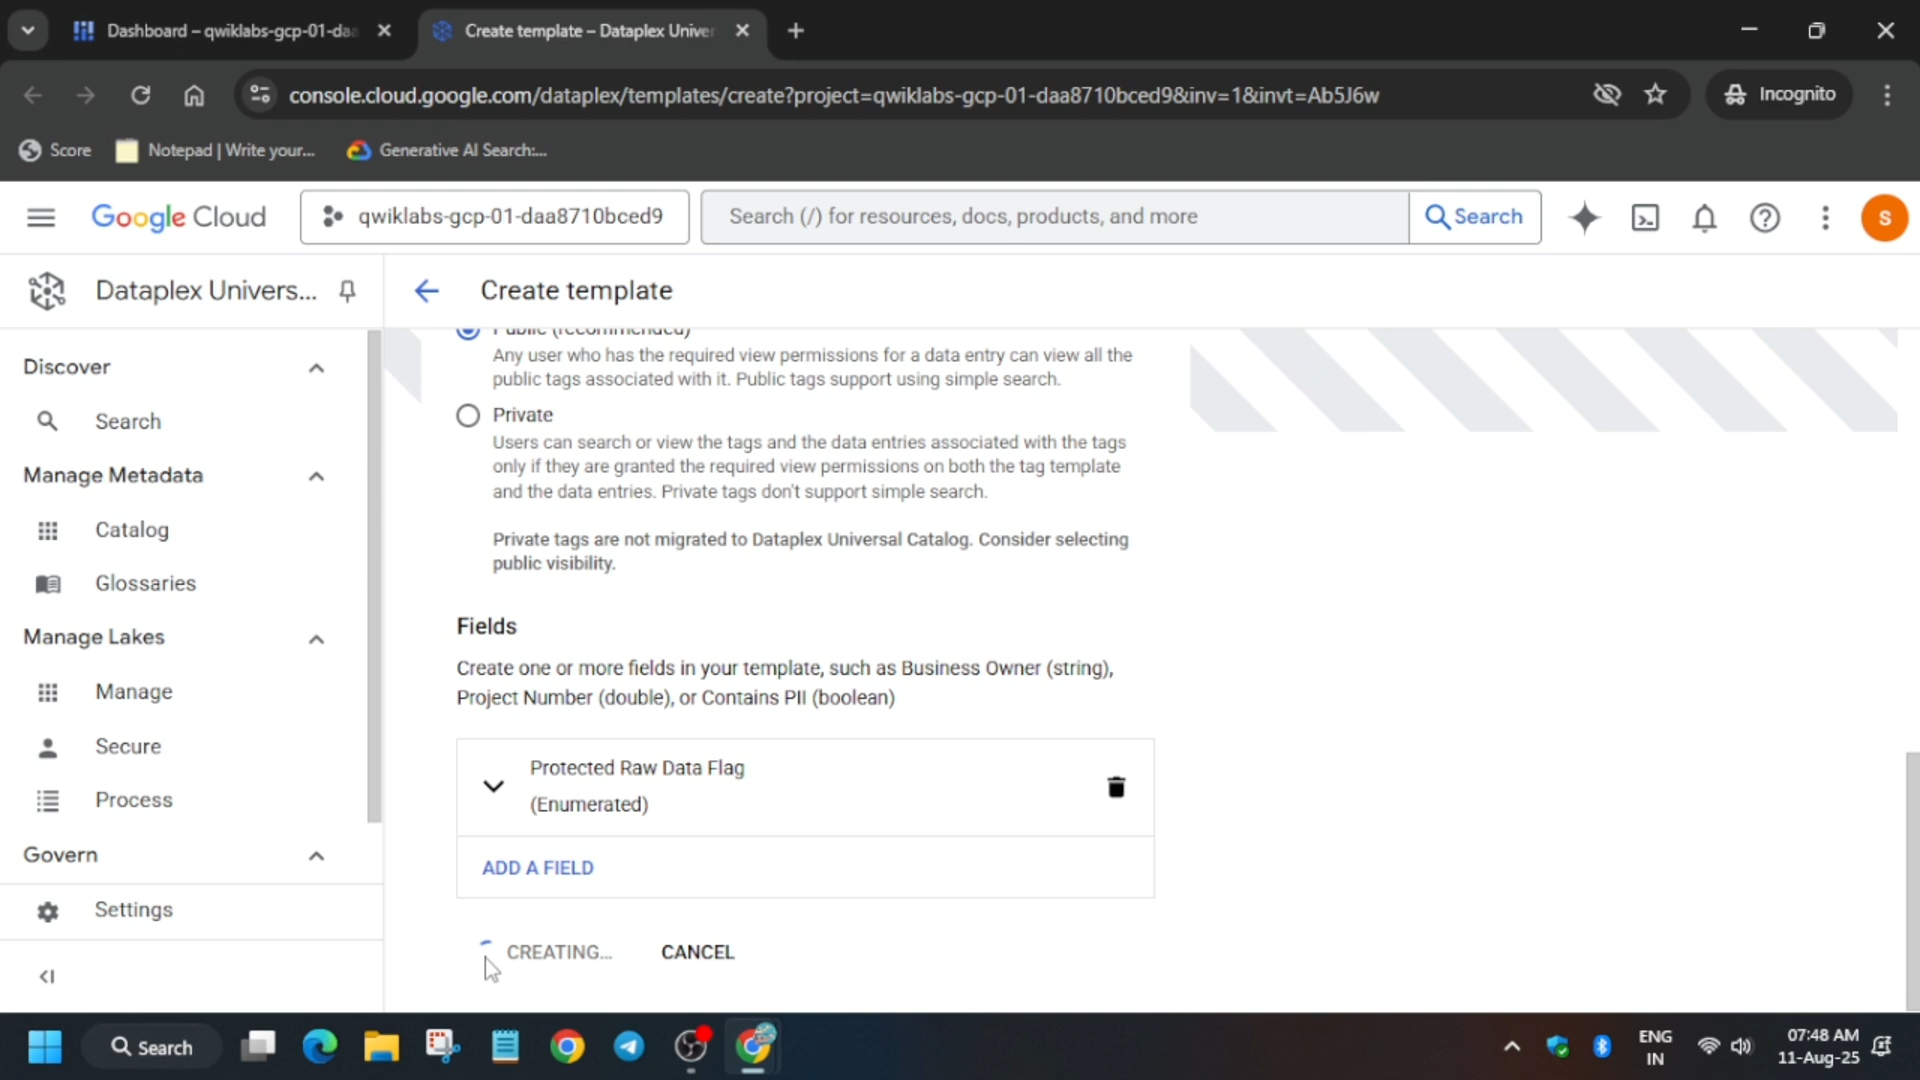 Dashboard – qwiklabs-gcp-01-daa
Create template – Dataplex Univer
console.cloud.google.com/dataplex/templates/create?project=qwiklabs-gcp-01-daa8710bced9&inv=1&invt=Ab5J6w
Incognito
Score
Notepad | Write your...
Generative AI Search:...
Google Cloud
qwiklabs-gcp-01-daa8710bced9
Search (/) for resources, docs, products, and more
Search
S
Dataplex Univers...
Create template
Discover
Search
Manage Metadata
Catalog
Glossaries
Manage Lakes
Manage
Secure
Process
Govern
Settings
Public (recommended)
Any user who has the required view permissions for a data entry can view all the
public tags associated with it. Public tags support using simple search.
Private
Users can search or view the tags and the data entries associated with the tags
only if they are granted the required view permissions on both the tag template
and the data entries. Private tags don't support simple search.
Private tags are not migrated to Dataplex Universal Catalog. Consider selecting
public visibility.
Fields
Create one or more fields in your template, such as Business Owner (string),
Project Number (double), or Contains PII (boolean)
Protected Raw Data Flag
(Enumerated)
ADD A FIELD
CREATING...
CANCEL
Search
ENG
IN
07:48 AM
11-Aug-25